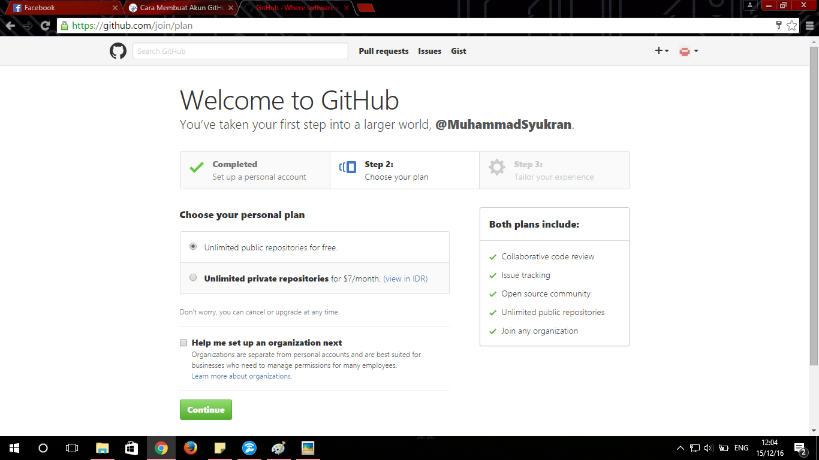 Facebook
Cara Membuat Akun GitHu
GitHub - Where software
https://github.com/join/plan
Search GitHub
Pull requests Issues Gist
Welcome to GitHub
You've taken your first step into a larger world, @MuhammadSyukran.
Completed
Set up a personal account
Step 2:
Choose your plan
Step 3:
Tailor your experience
Choose your personal plan
Unlimited public repositories for free.
Unlimited private repositories for $7/month. (view in IDR)
Don't worry, you can cancel or upgrade at any time.
Help me set up an organization next
Organizations are separate from personal accounts and are best suited for
businesses who need to manage permissions for many employees.
Learn more about organizations.
Continue
Both plans include:
Collaborative code review
Issue tracking
Open source community
Unlimited public repositories
Join any organization
ENG
12:04
15/12/16
2